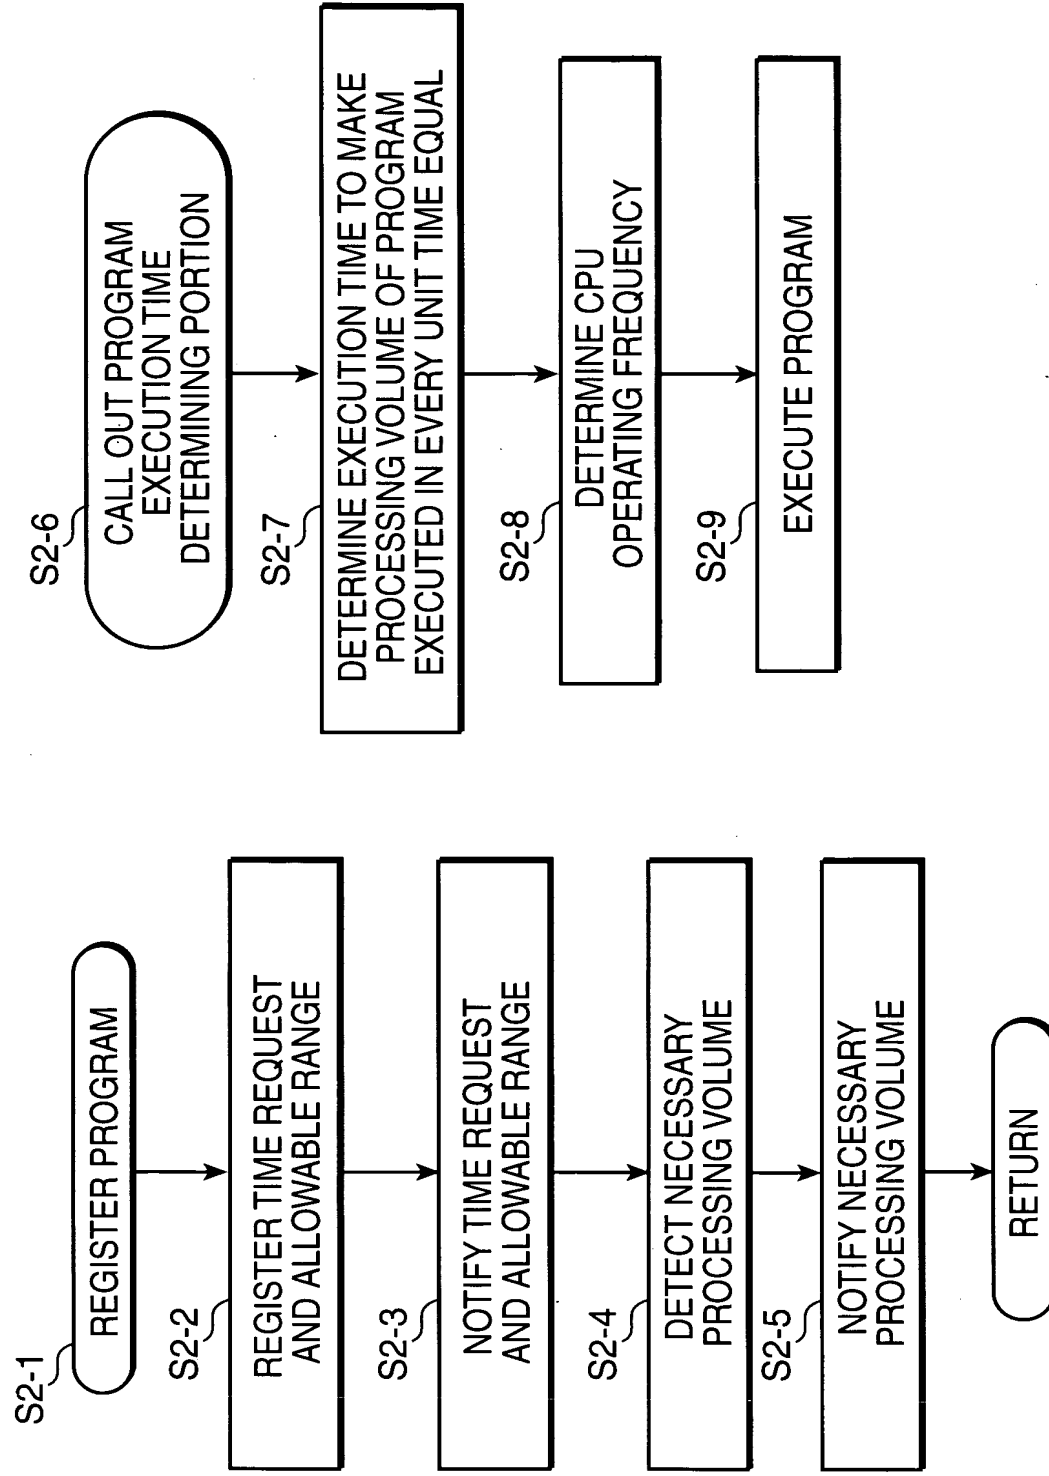 S2-1
REGISTER PROGRAM
S2-2
REGISTER TIME REQUEST
AND ALLOWABLE RANGE
S2-3
NOTIFY TIME REQUEST
AND ALLOWABLE RANGE
S2-4
DETECT NECESSARY
PROCESSING VOLUME
S2-5
NOTIFY NECESSARY
PROCESSING VOLUME
RETURN
S2-6
CALL OUT PROGRAM
EXECUTION TIME
DETERMINING PORTION
S2-7
DETERMINE EXECUTION TIME TO MAKE
PROCESSING VOLUME OF PROGRAM
EXECUTED IN EVERY UNIT TIME EQUAL
S2-8
DETERMINE CPU
OPERATING FREQUENCY
S2-9
EXECUTE PROGRAM